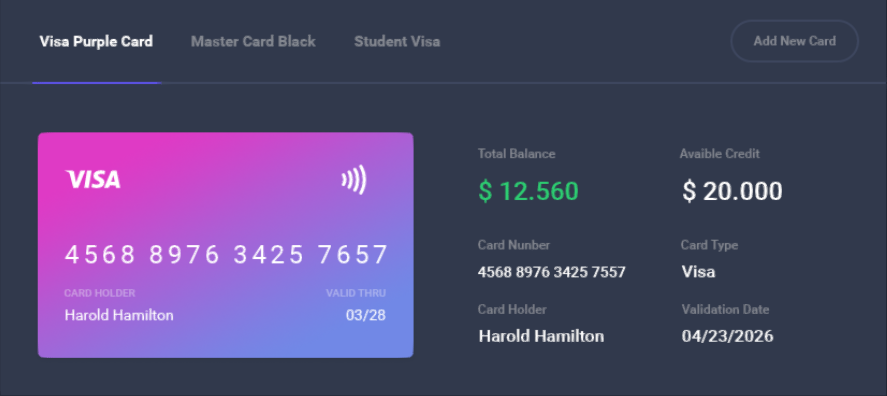 Visa Purple Card Master Card Black Student Visa Add New Card
VISA
4568 8976 3425 7657
CARD HOLDER VALID THRU
Harold Hamilton 03/28
Total Balance Avaible Credit
$ 12.560 $ 20.000
Card Nunber Card Type
4568 8976 3425 7557 Visa
Card Holder Validation Date
Harold Hamilton 04/23/2026